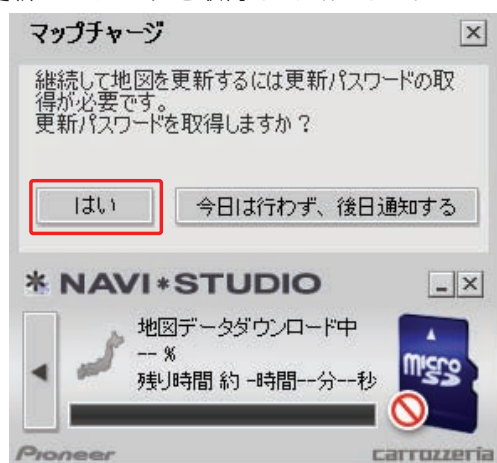 マップチャージ
継続して地図を更新するには更新パスワードの取
得が必要です。
更新パスワードを取得しますか？
はい
今日は行わず、後日通知する
NAVI*STUDIO
地図データダウンロード中
-- %
残り時間 約 -時間--分--秒
micro
Pioneer
carrozzeria